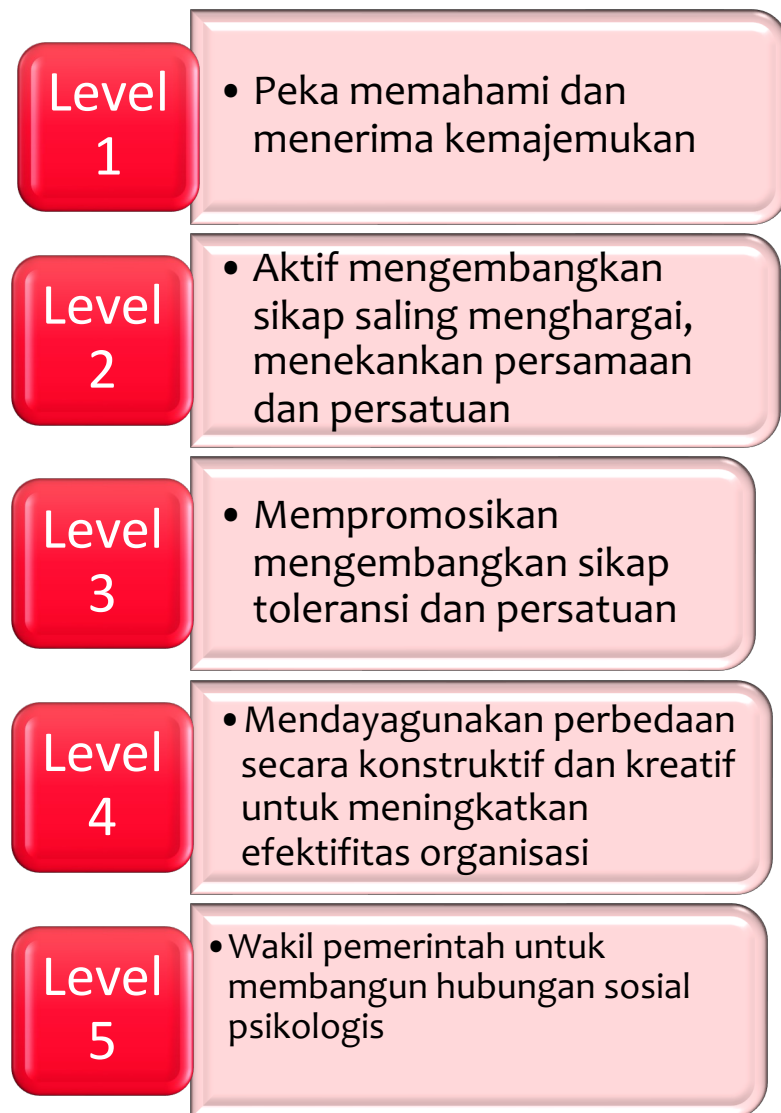 Level
1
• Peka memahami dan
menerima kemajemukan
Level
2
• Aktif mengembangkan
sikap saling menghargai,
menekankan persamaan
dan persatuan
Level
3
• Mempromosikan
mengembangkan sikap
toleransi dan persatuan
Level
4
• Mendayagunakan perbedaan
secara konstruktif dan kreatif
untuk meningkatkan
efektifitas organisasi
Level
5
• Wakil pemerintah untuk
membangun hubungan sosial
psikologis